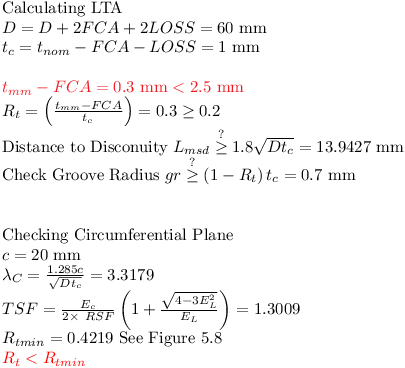 Calculating LTA
D = D + 2FCA + 2LOSS = 60 mm
t_c = t_{nom} − FCA − LOSS = 1 mm
t_{mm} − FCA = 0.3 mm < 2.5 mm
R_t = \left(\frac{t_{mm}−FCA}{t_c}\right) = 0.3 ≥ 0.2
Distance to Disconuity L_{msd} \overset{?}{≥} 1.8\sqrt{Dt_c} = 13.9427 mm
Check Groove Radius gr \overset{?}{≥} (1 − R_t) t_c = 0.7 mm
Checking Circumferential Plane
c = 20 mm
λ_C = \frac{1.285c}{\sqrt{Dt_c}} = 3.3179
TSF = \frac{E_c}{2× RSF} \left(1 + \frac{\sqrt{4−3E_L^2}}{E_L}\right) = 1.3009
R_{tmin} = 0.4219 See Figure 5.8
R_t < R_{tmin}